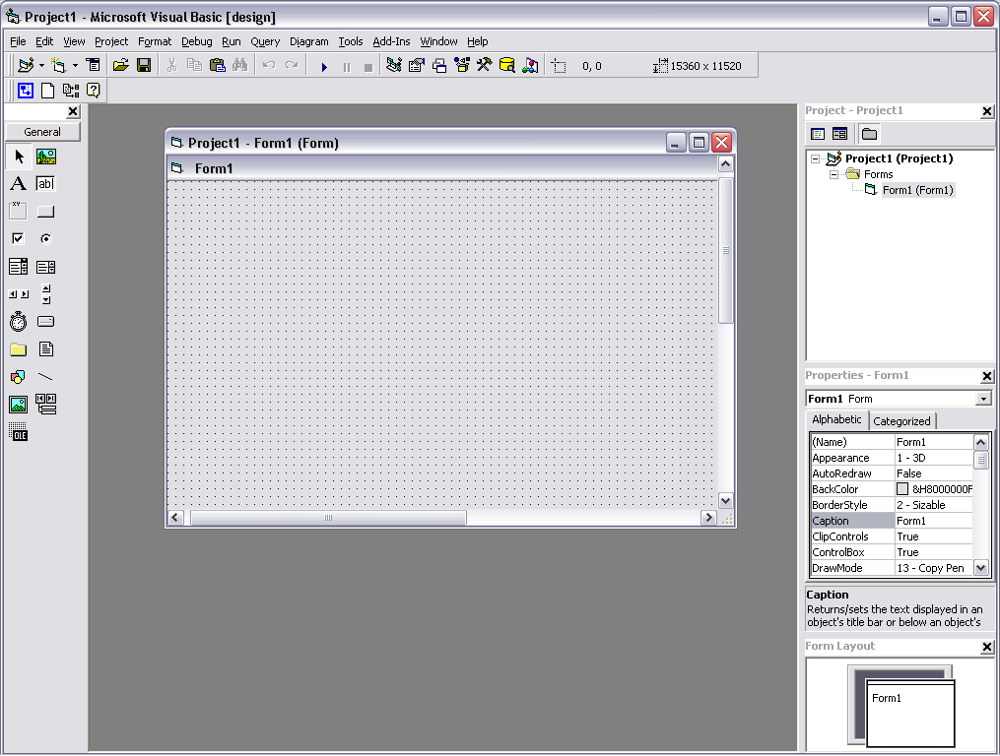 Project1 - Microsoft Visual Basic [design]
File Edit View Project Format Debug Run Query Diagram Tools Add-Ins Window Help
0, 0 15360 x 11520
General
A ab|
xv
OLE
Project1 - Form1 (Form)
Form1
Project - Project1
Project1 (Project1)
Forms
Form1 (Form1)
Properties - Form1
Form1 Form
Alphabetic Categorized
(Name) Form1
Appearance 1 - 3D
AutoRedraw False
BackColor &H8000000F
BorderStyle 2 - Sizable
Caption Form1
ClipControls True
ControlBox True
DrawMode 13 - Copy Pen
Caption
Returns/sets the text displayed in an
object's title bar or below an object's
Form Layout
Form1